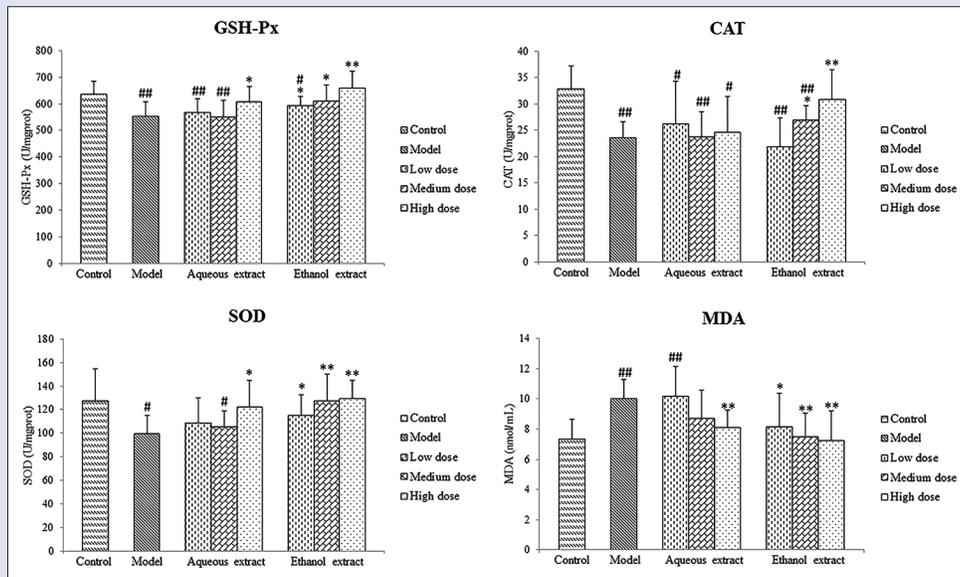 GSH-Px
GSH-Px (U/mgprot)
800
700
600
500
400
300
200
100
0
##
##
##
*
#
*
*
**
Control
Model
Aqueous extract
Ethanol extract
Control
Model
Low dose
Medium dose
High dose
CAT
CAT (U/mgprot)
40
35
30
25
20
15
10
5
0
##
#
##
#
##
##
*
**
Control
Model
Aqueous extract
Ethanol extract
Control
Model
Low dose
Medium dose
High dose
SOD
SOD (U/mgprot)
180
160
140
120
100
80
60
40
20
0
#
#
*
*
**
**
Control
Model
Aqueous extract
Ethanol extract
Control
Model
Low dose
Medium dose
High dose
MDA
MDA (nmol/mL)
14
12
10
8
6
4
2
0
##
##
**
*
**
**
Control
Model
Aqueous extract
Ethanol extract
Control
Model
Low dose
Medium dose
High dose